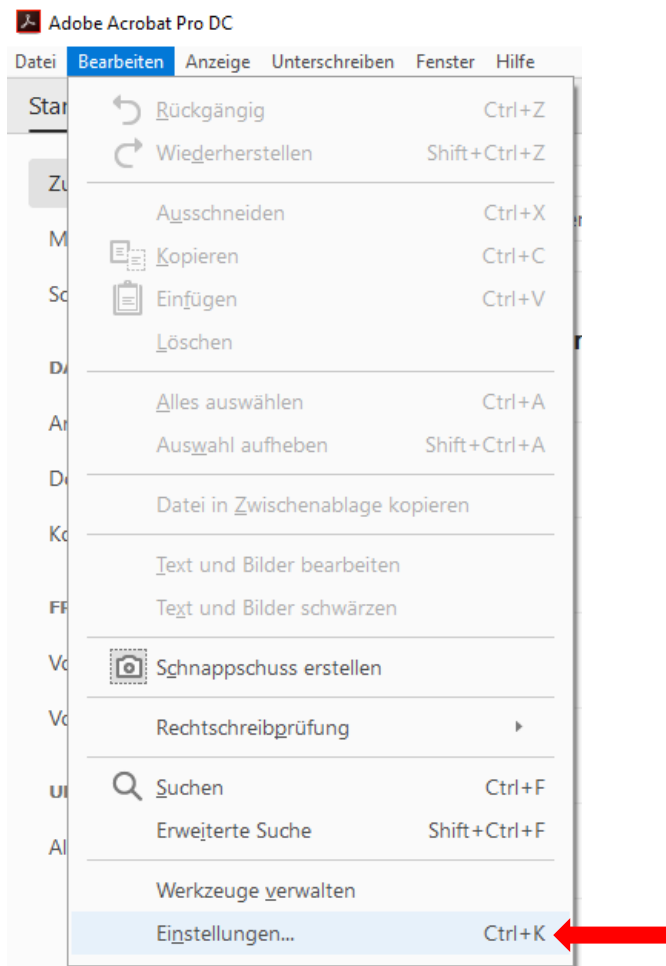 Adobe Acrobat Pro DC
Datei Bearbeiten Anzeige Unterschreiben Fenster Hilfe
Rückgängig Ctrl+Z
Wiederherstellen Shift+Ctrl+Z
Ausschneiden Ctrl+X
Kopieren Ctrl+C
Einfügen Ctrl+V
Löschen
Alles auswählen Ctrl+A
Auswahl aufheben Shift+Ctrl+A
Datei in Zwischenablage kopieren
Text und Bilder bearbeiten
Text und Bilder schwärzen
Schnappschuss erstellen
Rechtschreibprüfung
Suchen Ctrl+F
Erweiterte Suche Shift+Ctrl+F
Werkzeuge verwalten
Einstellungen... Ctrl+K